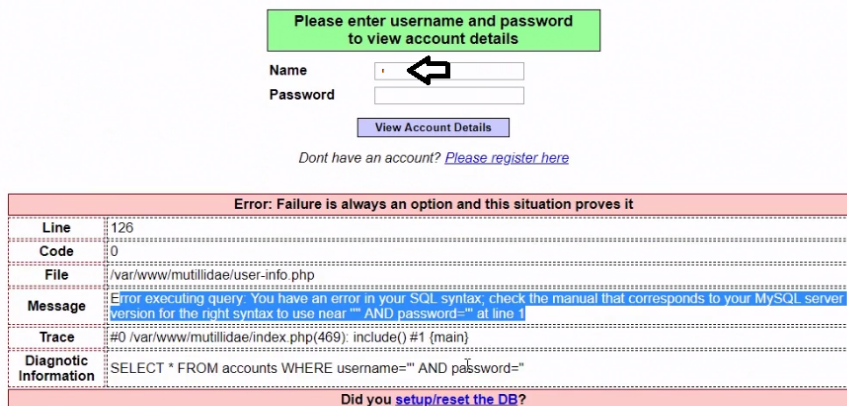 Please enter username and password
to view account details
Name '
Password
View Account Details
Dont have an account? Please register here
Error: Failure is always an option and this situation proves it
Line 126
Code 0
File /var/www/mutillidae/user-info.php
Message Error executing query: You have an error in your SQL syntax; check the manual that corresponds to your MySQL server
version for the right syntax to use near ''''' AND password='''' at line 1
Trace #0 /var/www/mutillidae/index.php(469): include() #1 {main}
Diagnostic
Information SELECT * FROM accounts WHERE username=''' AND password=''
Did you setup/reset the DB?